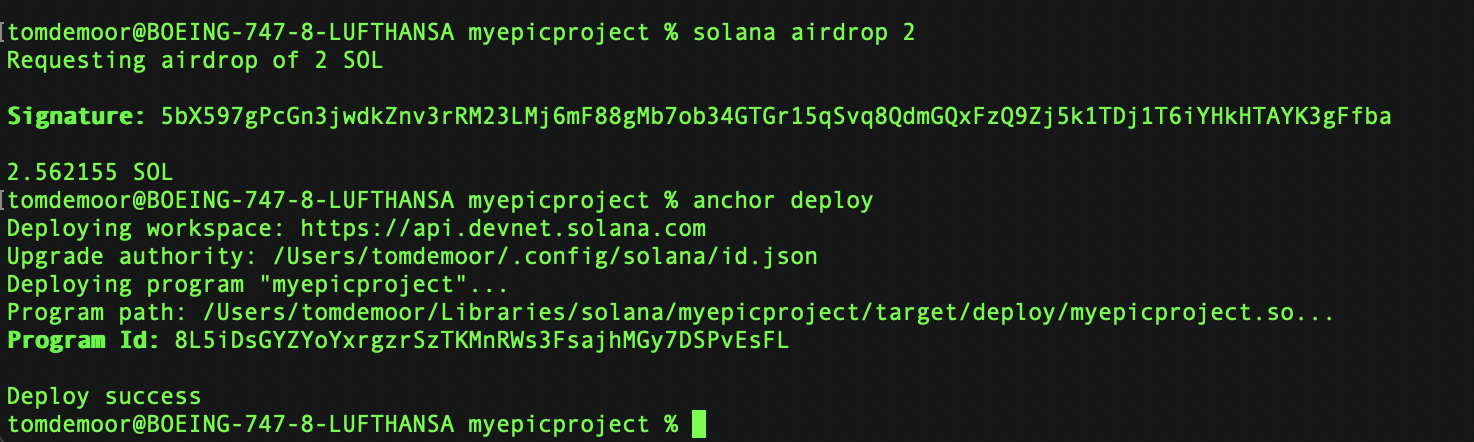 tomdemoor@BOEING-747-8-LUFTHANSA myepicproject % solana airdrop 2
Requesting airdrop of 2 SOL
Signature: 5bX597gPcGn3jwdkZnv3rRM23LMj6mF88gMb7ob34GTGr15qSvq8QdmGQxFzQ9Zj5k1TDj1T6iYHkHTAYK3gFfba
2.562155 SOL
tomdemoor@BOEING-747-8-LUFTHANSA myepicproject % anchor deploy
Deploying workspace: https://api.devnet.solana.com
Upgrade authority: /Users/tomdemoor/.config/solana/id.json
Deploying program "myepicproject"...
Program path: /Users/tomdemoor/Libraries/solana/myepicproject/target/deploy/myepicproject.so...
Program Id: 8L5iDsGYZYoYxrgzrSzTKMnRWs3FsajhMGy7DSPvEsFL
Deploy success
tomdemoor@BOEING-747-8-LUFTHANSA myepicproject %